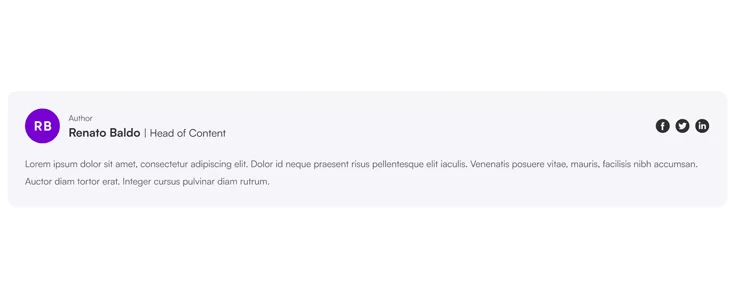 RB
Author
Renato Baldo | Head of Content
f in
Lorem ipsum dolor sit amet, consectetur adipiscing elit. Dolor id neque praesent risus pellentesque elit iaculis. Venenatis posuere vitae, mauris, facilisis nibh accumsan.
Auctor diam tortor erat. Integer cursus pulvinar diam rutrum.